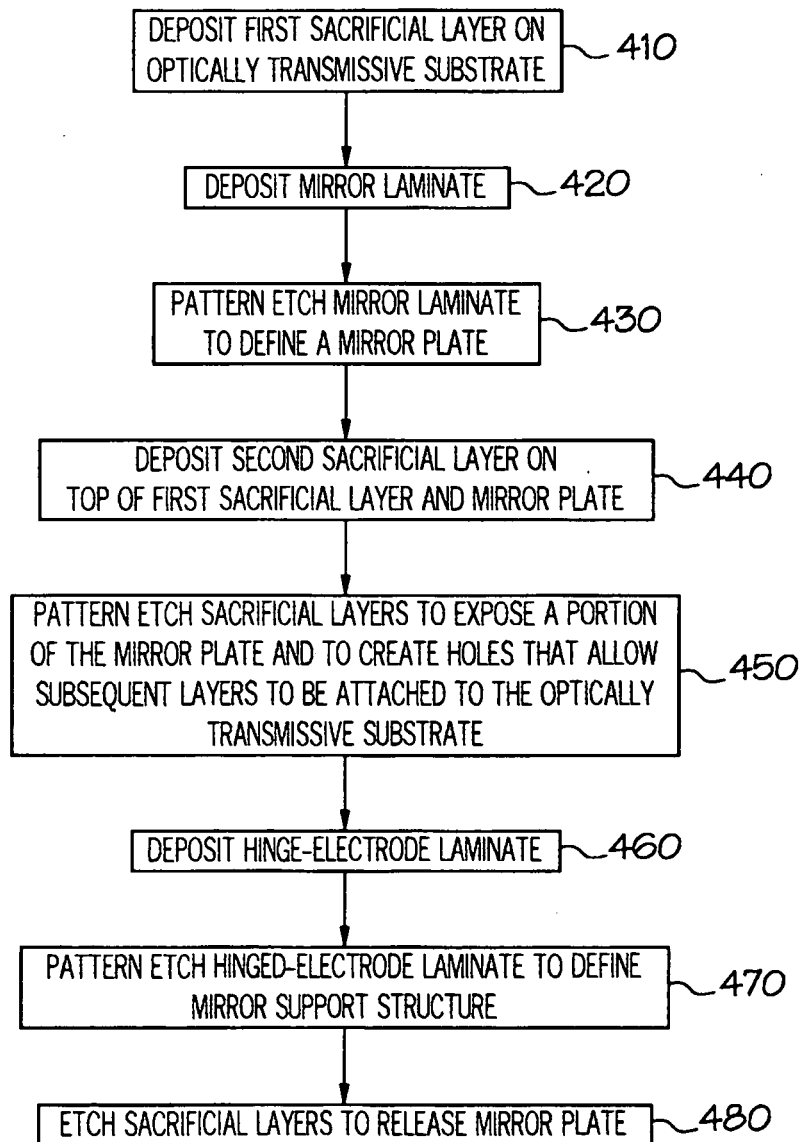 DEPOSIT FIRST SACRIFICIAL LAYER ON
OPTICALLY TRANSMISSIVE SUBSTRATE
410
DEPOSIT MIRROR LAMINATE
420
PATTERN ETCH MIRROR LAMINATE
TO DEFINE A MIRROR PLATE
430
DEPOSIT SECOND SACRIFICIAL LAYER ON
TOP OF FIRST SACRIFICIAL LAYER AND MIRROR PLATE
440
PATTERN ETCH SACRIFICIAL LAYERS TO EXPOSE A PORTION
OF THE MIRROR PLATE AND TO CREATE HOLES THAT ALLOW
SUBSEQUENT LAYERS TO BE ATTACHED TO THE OPTICALLY
TRANSMISSIVE SUBSTRATE
450
DEPOSIT HINGE-ELECTRODE LAMINATE
460
PATTERN ETCH HINGED-ELECTRODE LAMINATE TO DEFINE
MIRROR SUPPORT STRUCTURE
470
ETCH SACRIFICIAL LAYERS TO RELEASE MIRROR PLATE
480